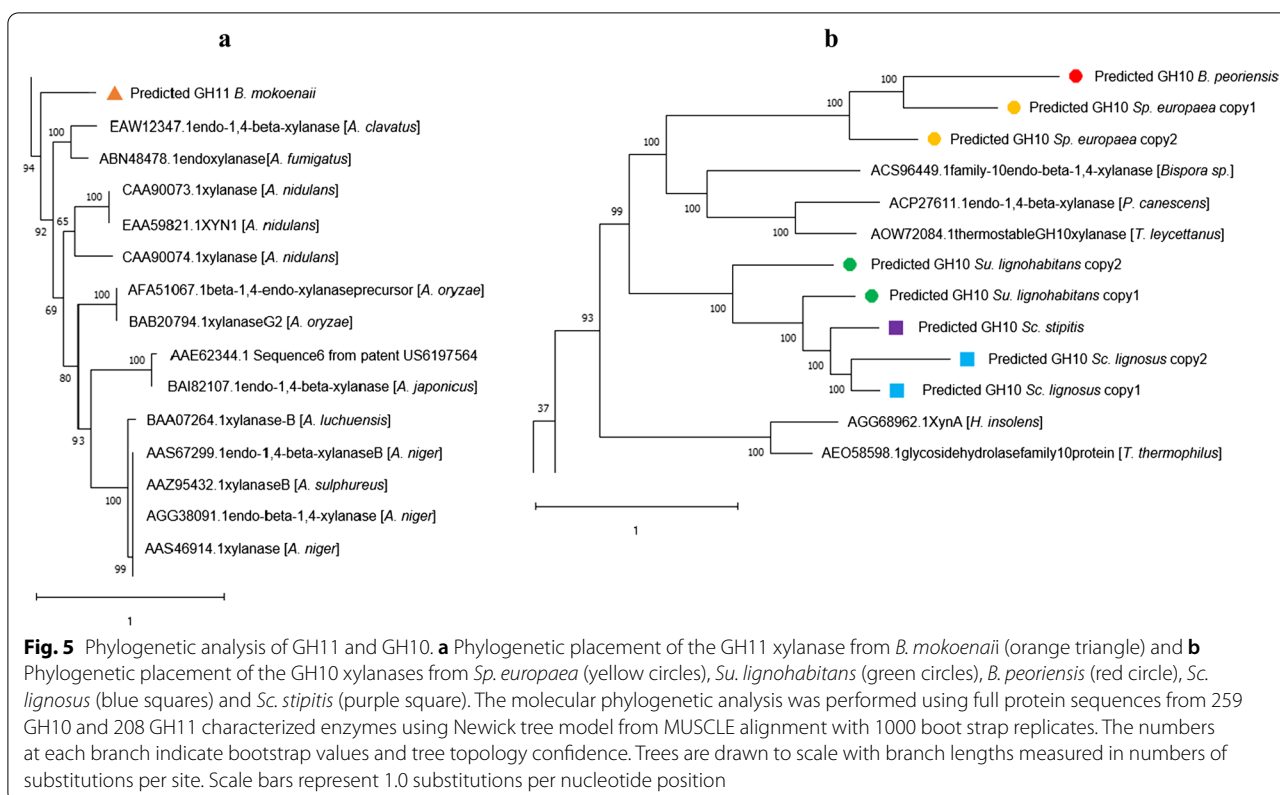 a
Predicted GH11 B. mokoenaii
EAW12347.1endo-1,4-beta-xylanase [A. clavatus]
100
ABN48478.1endoxylanase[A. fumigatus]
94
CAA90073.1xylanase [A. nidulans]
100
65
EAA59821.1XYN1 [A. nidulans]
92
CAA90074.1xylanase [A. nidulans]
AFA51067.1beta-1,4-endo-xylanaseprecursor [A. oryzae]
100
BAB20794.1xylanaseG2 [A. oryzae]
69
AAE62344.1 Sequence6 from patent US6197564
100
80
BAI82107.1endo-1,4-beta-xylanase [A. japonicus]
BAA07264.1xylanase-B [A. luchuensis]
93
AAS67299.1endo-1,4-beta-xylanaseB [A. niger]
AAZ95432.1xylanaseB [A. sulphureus]
100
AGG38091.1endo-beta-1,4-xylanase [A. niger]
AAS46914.1xylanase [A. niger]
99
1
b
100
Predicted GH10 B. peoriensis
100
Predicted GH10 Sp. europaea copy1
100
Predicted GH10 Sp. europaea copy2
ACS96449.1family-10endo-beta-1,4-xylanase [Bispora sp.]
99
100
ACP27611.1endo-1,4-beta-xylanase [P. canescens]
100
AOW72084.1thermostableGH10xylanase [T. leycettanus]
Predicted GH10 Su. lignohabitans copy2
100
Predicted GH10 Su. lignohabitans copy1
93
100
Predicted GH10 Sc. stipitis
100
Predicted GH10 Sc. lignosus copy2
100
Predicted GH10 Sc. lignosus copy1
37
AGG68962.1XynA [H. insolens]
100
AEO58598.1glycosidehydrolasefamily10protein [T. thermophilus]
1
Fig. 5 Phylogenetic analysis of GH11 and GH10. a Phylogenetic placement of the GH11 xylanase from B. mokoenaii (orange triangle) and b
Phylogenetic placement of the GH10 xylanases from Sp. europaea (yellow circles), Su. lignohabitans (green circles), B. peoriensis (red circle), Sc.
lignosus (blue squares) and Sc. stipitis (purple square). The molecular phylogenetic analysis was performed using full protein sequences from 259
GH10 and 208 GH11 characterized enzymes using Newick tree model from MUSCLE alignment with 1000 boot strap replicates. The numbers
at each branch indicate bootstrap values and tree topology confidence. Trees are drawn to scale with branch lengths measured in numbers of
substitutions per site. Scale bars represent 1.0 substitutions per nucleotide position